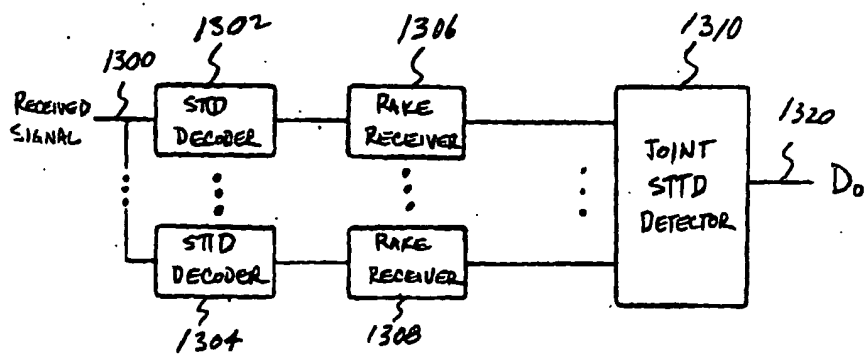 1302
1306
1310
1300
RECEIVED
SIGNAL
STTD
DECODER
RAKE
RECEIVER
JOINT
STTD
DETECTOR
1320
D0
STTD
DECODER
RAKE
RECEIVER
1304
1308